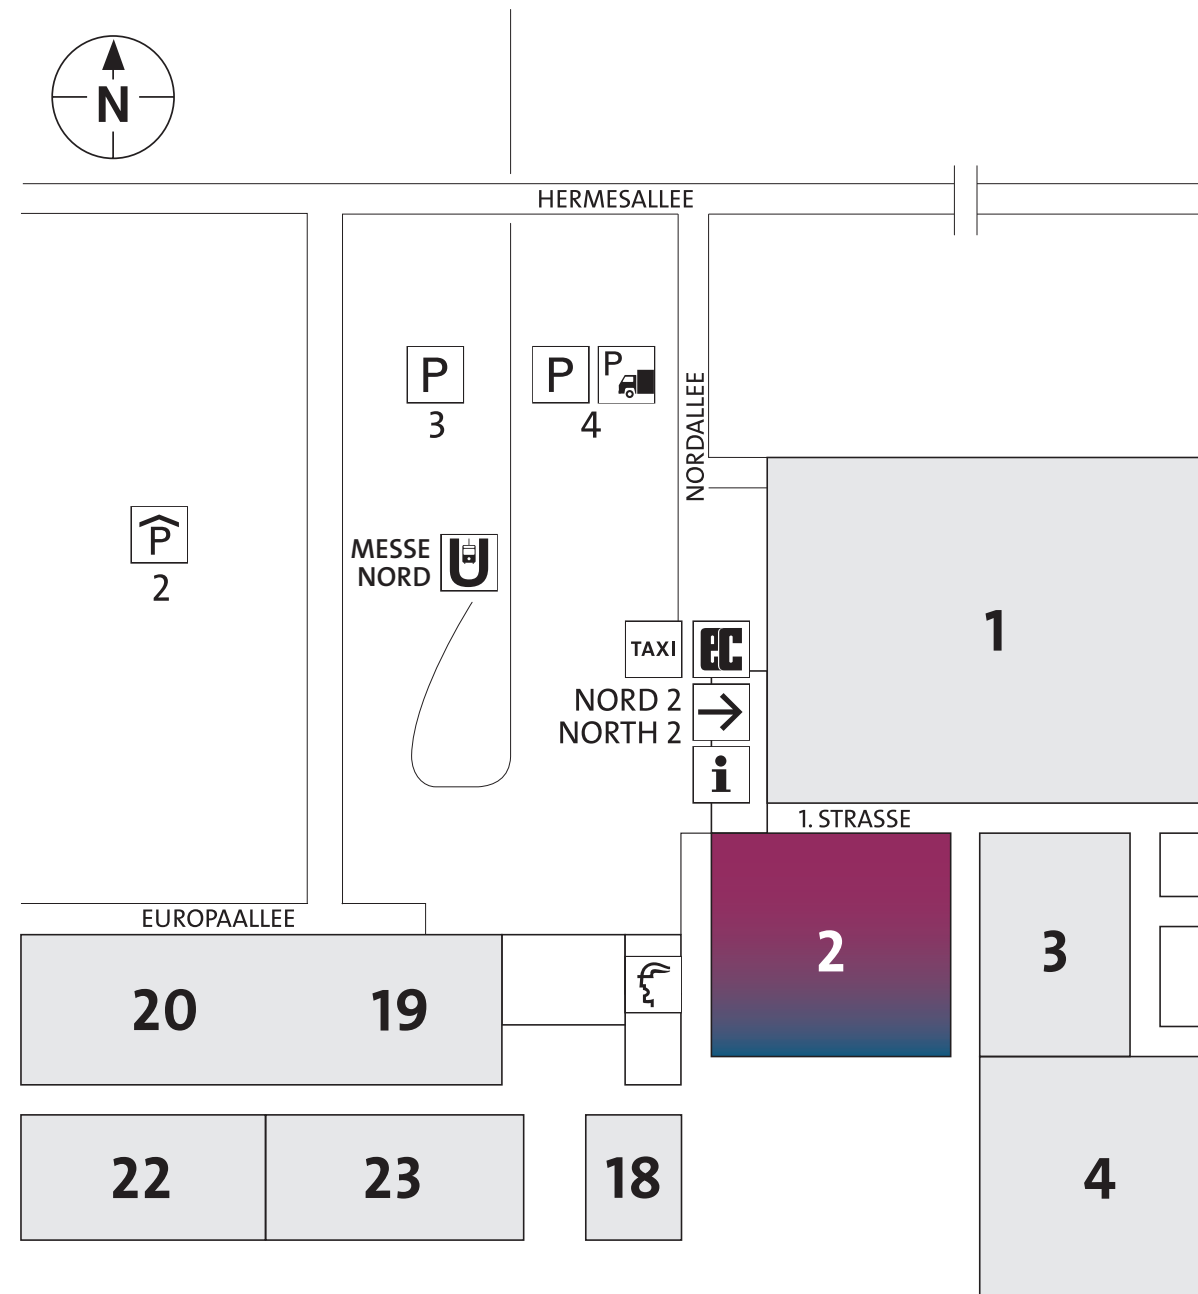 N
HERMESALLEE
P
3
P
P
4
NORDALLEE
P
2
MESSE
NORD
U
TAXI
ec
NORD 2
NORTH 2
i
1
1. STRASSE
EUROPAALLEE
2
3
20
19
22
23
18
4